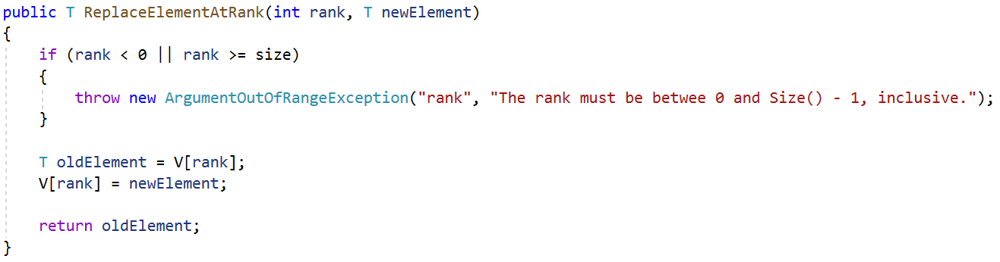 public T ReplaceElementAtRank(int rank, T newElement)
{
if (rank < 0 || rank >= size)
{
throw new ArgumentOutOfRangeException("rank", "The rank must be betwee 0 and Size() - 1, inclusive.");
}
T oldElement = V[rank];
V[rank] = newElement;
return oldElement;
}